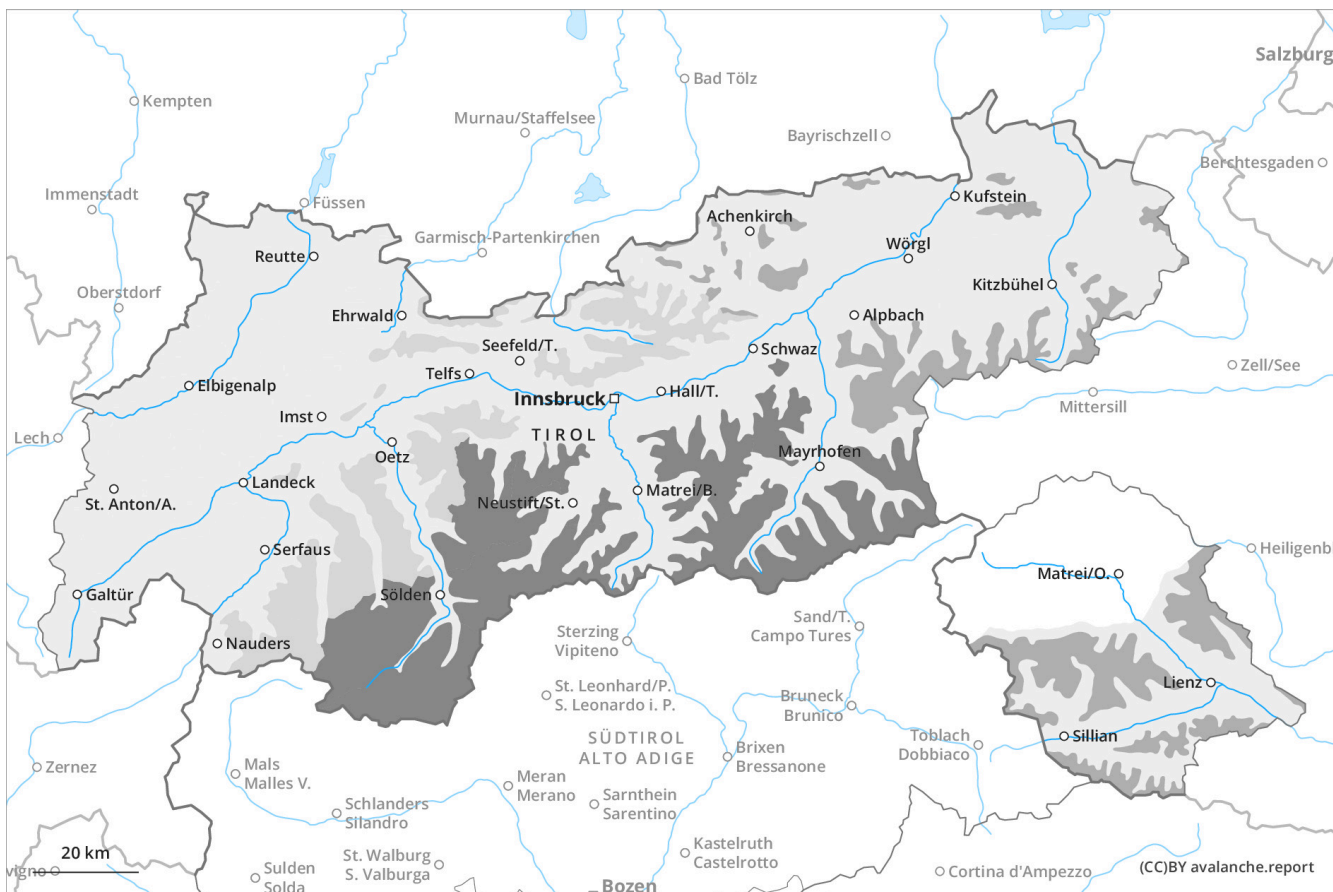 Salzburg
Kempten
Bad Tölz
Murnau/Staffelsee
Bayrischzell
Berchtesgaden
Immenstadt
Füssen
Kufstein
Achenkirch
Garmisch-Partenkirchen
Wörgl
Reutte
Oberstdorf
Kitzbühel
Ehrwald
Alpbach
Seefeld/T.
Schwaz
Zell/See
Telfs
Elbigenalp
Innsbruck
Hall/T.
Mittersill
Imst
TIROL
Lech
Oetz
Mayrhofen
Landeck
Matrei/B.
St. Anton/A.
Neustift/St.
Serfaus
Heiligenb
Matrei/O.
Galtür
Sölden
Sand/T.
Campo Tures
Sterzing
Vipiteno
Nauders
Lienz
St. Leonhard/P.
S. Leonardo i. P.
Bruneck
Brunico
Sillian
SÜDTIROL
ALTO ADIGE
Toblach
Dobbiaco
Brixen
Bressanone
Zernez
Mals
Malles V.
Meran
Merano
Sarnthein
Sarentino
Schlanders
Silandro
Kastelruth
Castelrotto
20 km
St. Walburg
S. Valburga
vigno
Sulden
Solda
Cortina d'Ampezzo
(CC)BY avalanche.report
Bozen